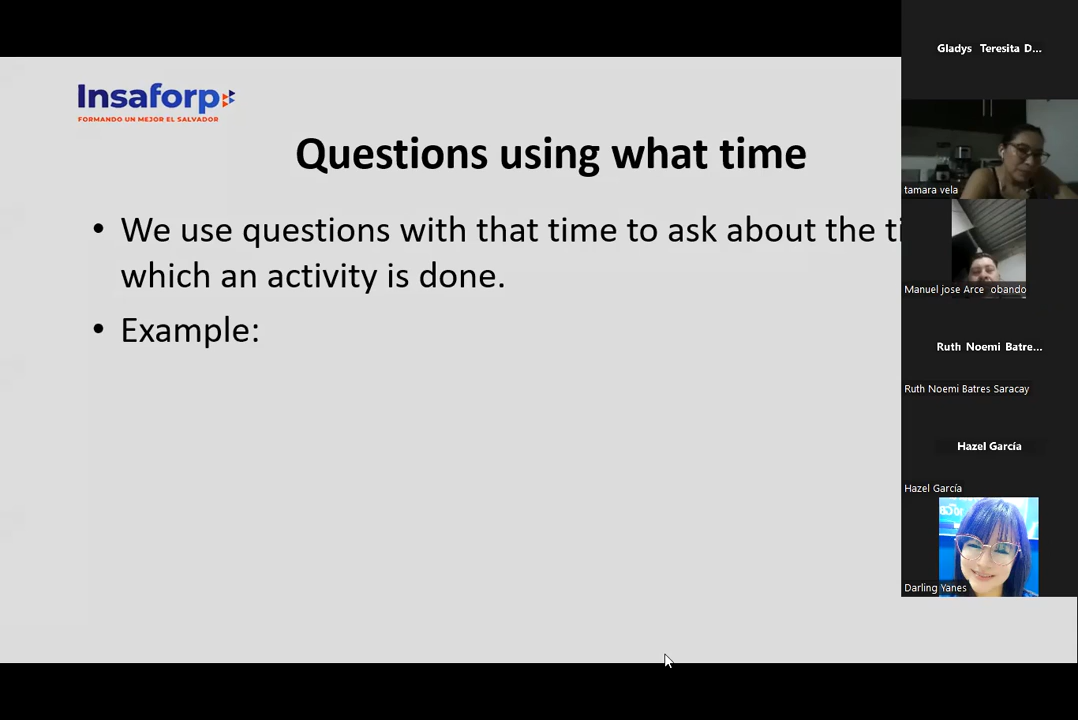 Insaforp
FORMANDO UN MEJOR EL SALVADOR
Questions using what time
• We use questions with that time to ask about the
which an activity is done.
• Example:
Gladys Teresita D...
tamara vela
Manuel jose Arce obando
Ruth Noemi Batre...
Ruth Noemi Batres Saracay
Hazel García
Hazel García
Darling Yanes